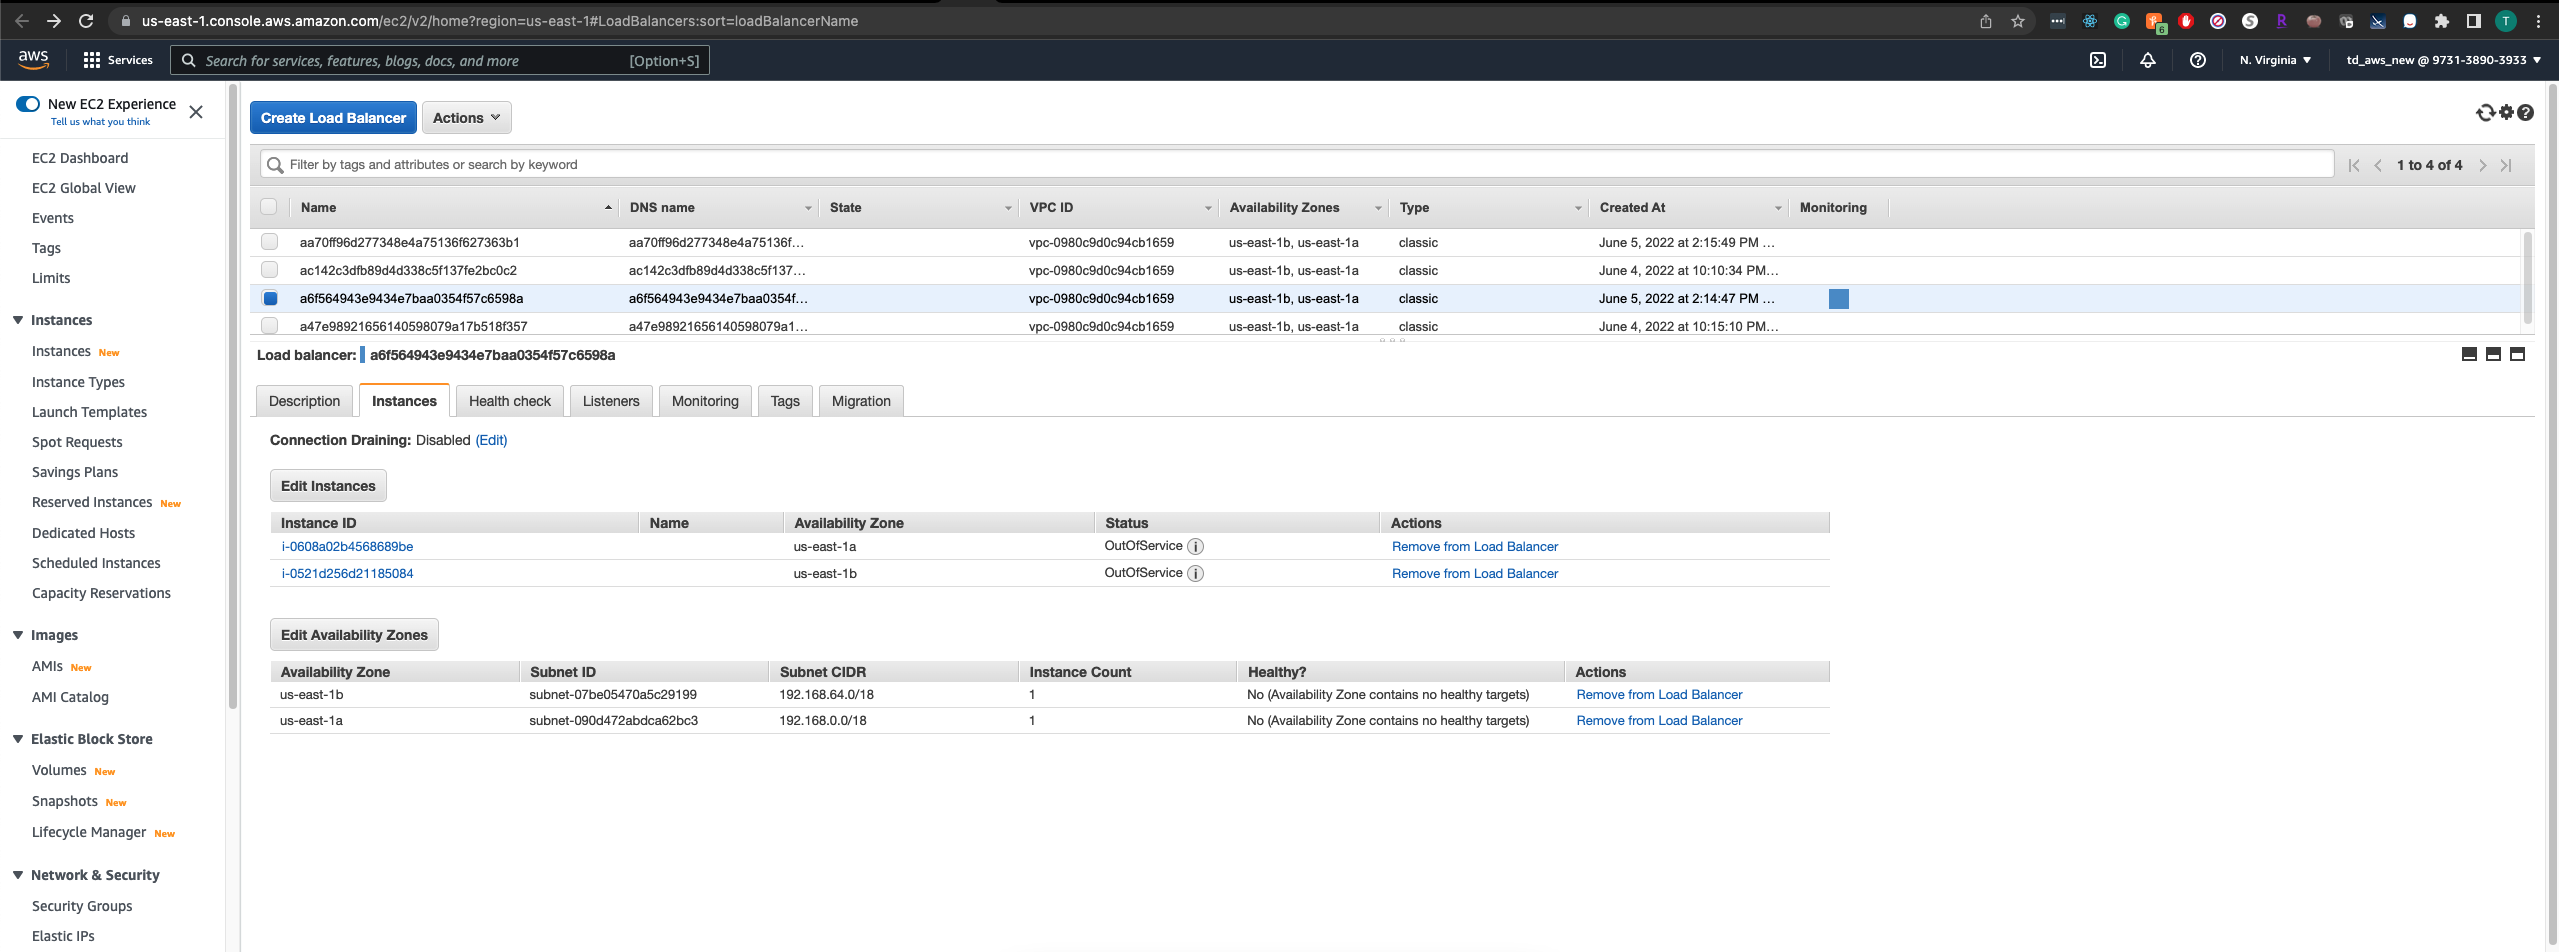 us-east-1.console.aws.amazon.com/ec2/v2/home?region=us-east-1#LoadBalancers:sort=loadBalancerName
6
T
aws
Services
Search for services, features, blogs, docs, and more [Option+S]
N. Virginia
td_aws_new @ 9731-3890-3933
New EC2 Experience
Tell us what you think
EC2 Dashboard
EC2 Global View
Events
Tags
Limits
Instances
Instances New
Instance Types
Launch Templates
Spot Requests
Savings Plans
Reserved Instances New
Dedicated Hosts
Scheduled Instances
Capacity Reservations
Images
AMIs New
AMI Catalog
Elastic Block Store
Volumes New
Snapshots New
Lifecycle Manager New
Network & Security
Security Groups
Elastic IPs
Create Load Balancer Actions
Filter by tags and attributes or search by keyword
1 to 4 of 4
Name DNS name State VPC ID Availability Zones Type Created At Monitoring
aa70ff96d277348e4a75136f627363b1 aa70ff96d277348e4a75136f... vpc-0980c9d0c94cb1659 us-east-1b, us-east-1a classic June 5, 2022 at 2:15:49 PM ...
ac142c3dfb89d4d338c5f137fe2bc0c2 ac142c3dfb89d4d338c5f137... vpc-0980c9d0c94cb1659 us-east-1b, us-east-1a classic June 4, 2022 at 10:10:34 PM...
a6f564943e9434e7baa0354f57c6598a a6f564943e9434e7baa0354f... vpc-0980c9d0c94cb1659 us-east-1b, us-east-1a classic June 5, 2022 at 2:14:47 PM ...
a47e98921656140598079a17b518f357 a47e98921656140598079a1... vpc-0980c9d0c94cb1659 us-east-1b, us-east-1a classic June 4, 2022 at 10:15:10 PM...
Load balancer: a6f564943e9434e7baa0354f57c6598a
Description Instances Health check Listeners Monitoring Tags Migration
Connection Draining: Disabled (Edit)
Edit Instances
Instance ID Name Availability Zone Status Actions
i-0608a02b4568689be us-east-1a OutOfService i Remove from Load Balancer
i-0521d256d21185084 us-east-1b OutOfService i Remove from Load Balancer
Edit Availability Zones
Availability Zone Subnet ID Subnet CIDR Instance Count Healthy? Actions
us-east-1b subnet-07be05470a5c29199 192.168.64.0/18 1 No (Availability Zone contains no healthy targets) Remove from Load Balancer
us-east-1a subnet-090d472abdca62bc3 192.168.0.0/18 1 No (Availability Zone contains no healthy targets) Remove from Load Balancer